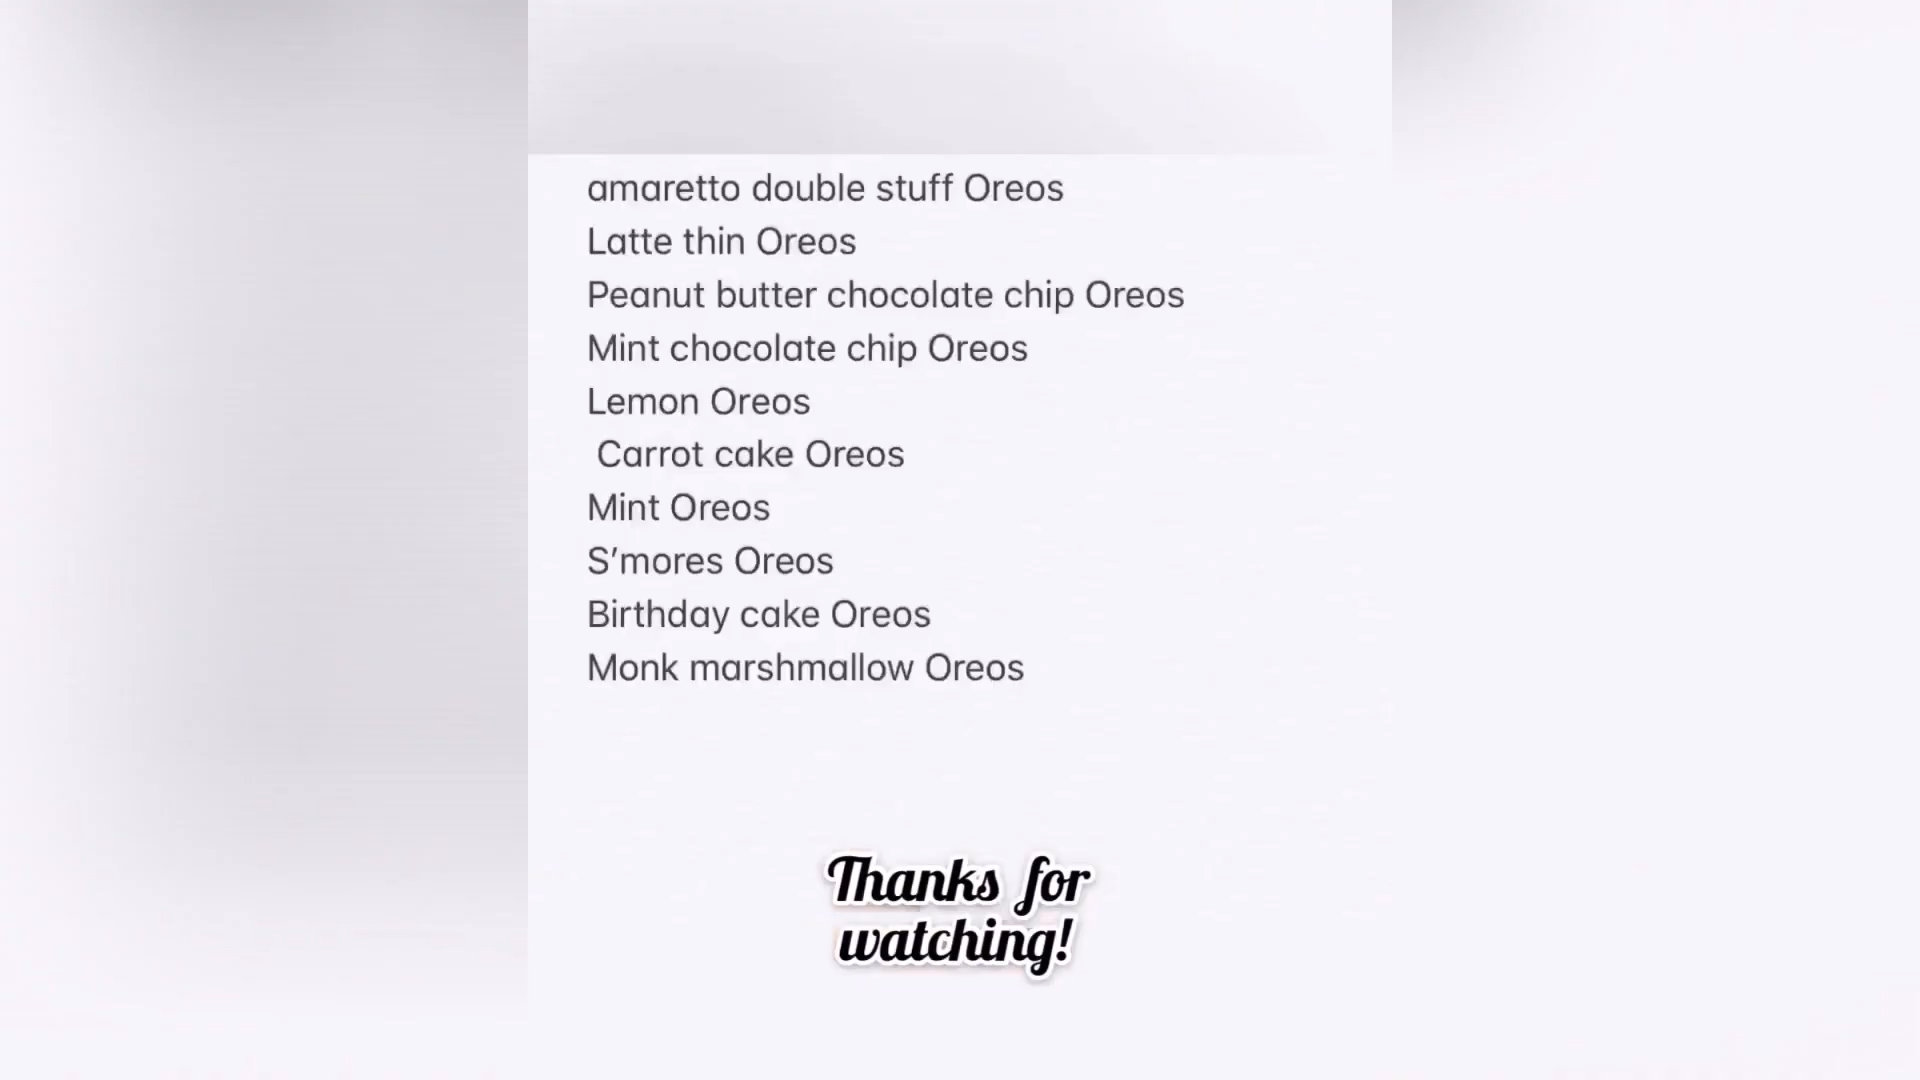 amaretto double stuff Oreos
Latte thin Oreos
Peanut butter chocolate chip Oreos
Mint chocolate chip Oreos
Lemon Oreos
Carrot cake Oreos
Mint Oreos
S’mores Oreos
Birthday cake Oreos
Monk marshmallow Oreos
Thanks for
watching!